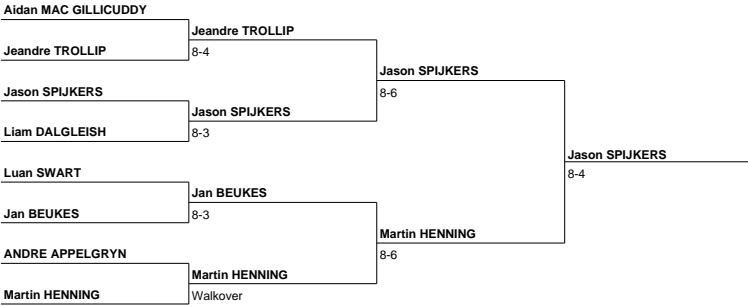 Aidan MAC GILLICUDDY
Jeandre TROLLIP
Jeandre TROLLIP
8-4
Jason SPIJKERS
8-6
Jason SPIJKERS
Jason SPIJKERS
8-3
Liam DALGLEISH
Jason SPIJKERS
8-4
Luan SWART
Jan BEUKES
8-3
Jan BEUKES
Martin HENNING
8-6
ANDRE APPELGRYN
Martin HENNING
Walkover
Martin HENNING